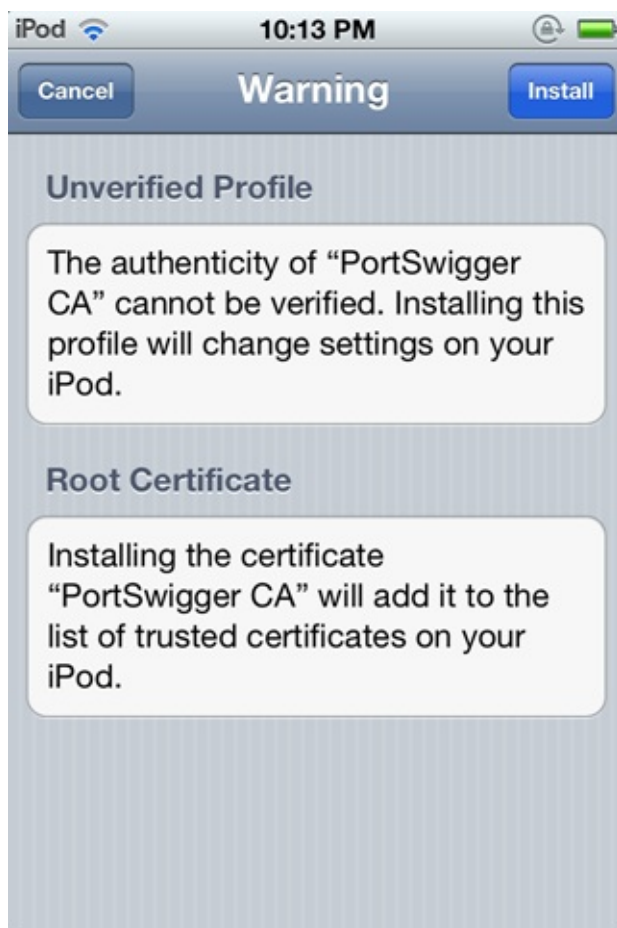 iPod 10:13 PM
Cancel Warning Install
Unverified Profile
The authenticity of “PortSwigger
CA” cannot be verified. Installing this
profile will change settings on your
iPod.
Root Certificate
Installing the certificate
“PortSwigger CA” will add it to the
list of trusted certificates on your
iPod.